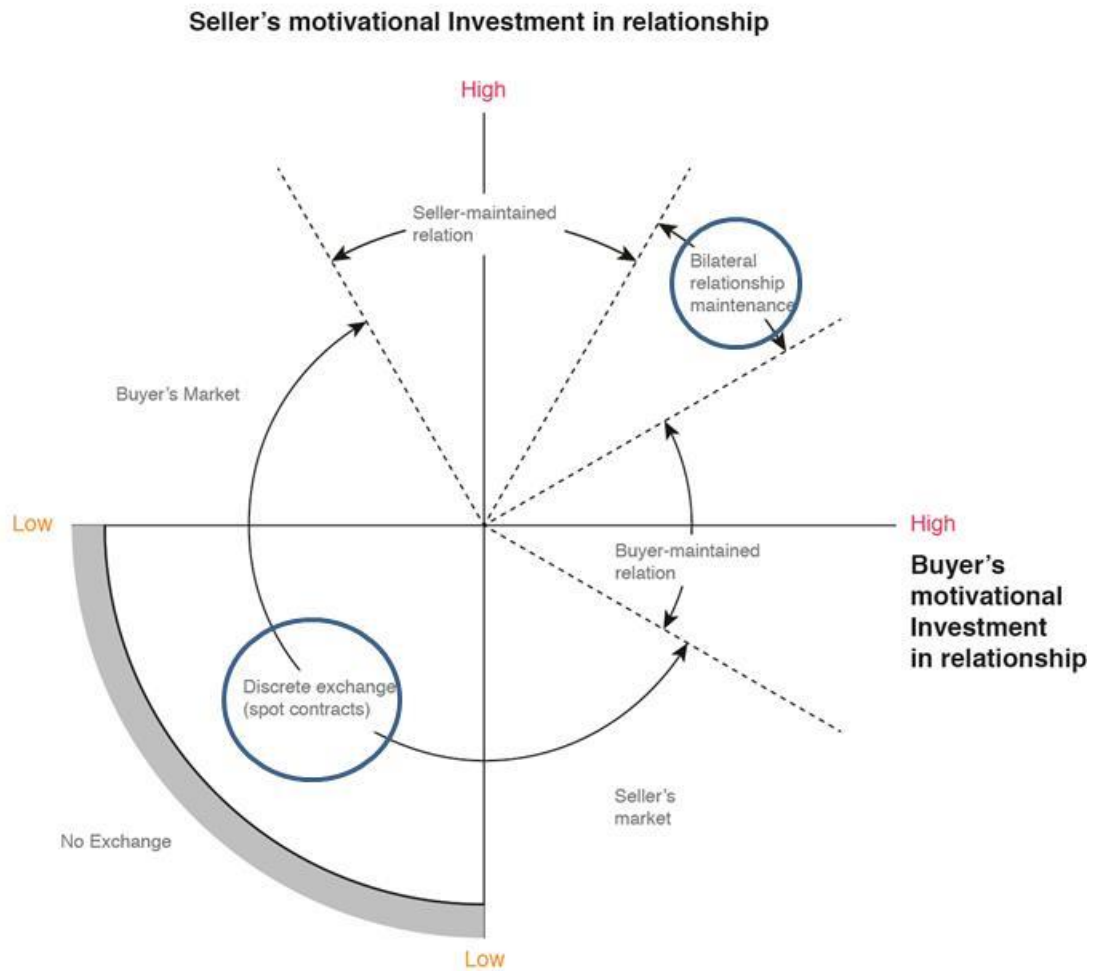 Seller's motivational Investment in relationship
High
Seller-maintained
relation
Bilateral
relationship
maintenance
Buyer's Market
Low
High
Buyer-maintained
relation
Buyer's
motivational
Investment
in relationship
Discrete exchange
(spot contracts)
Seller's
market
No Exchange
Low